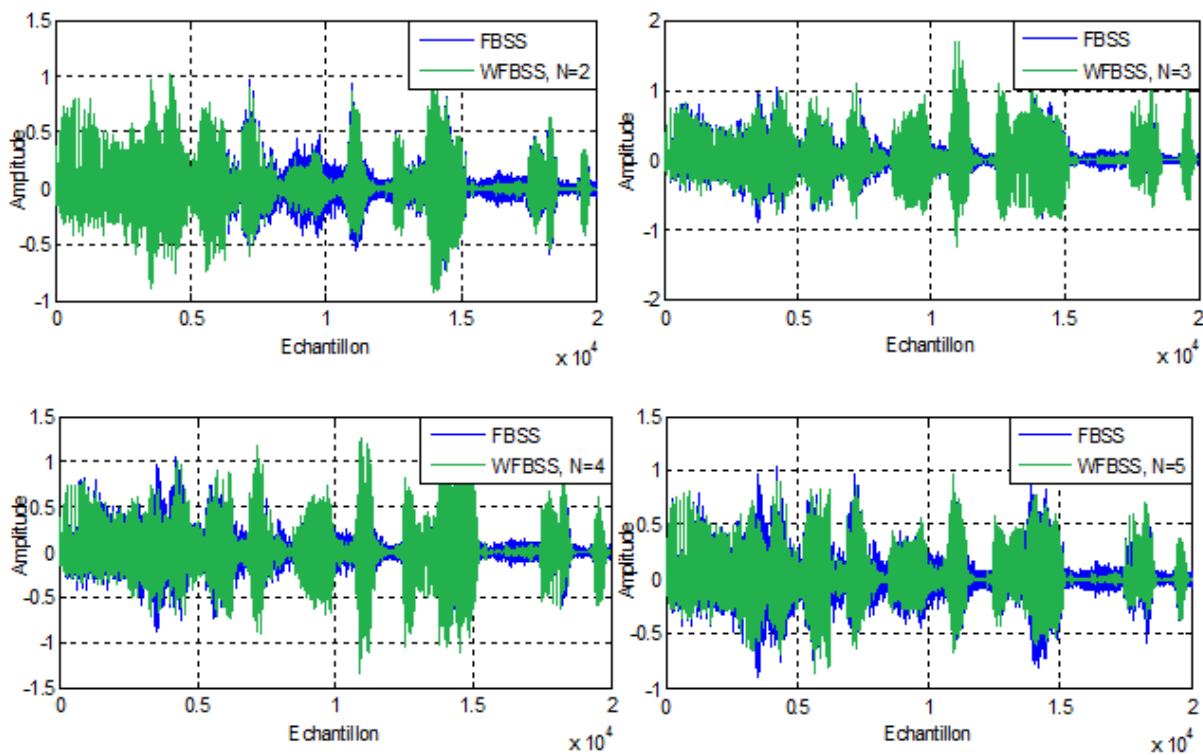 1.5
FBSS
WFBSS, N=2
1
0.5
0
-0.5
-1
Amplitude
0
0.5
1
1.5
2
Echantillon
x 10^4
2
FBSS
WFBSS, N=3
1
0
-1
-2
Amplitude
0
0.5
1
1.5
2
Echantillon
x 10^4
1.5
FBSS
WFBSS, N=4
1
0.5
0
-0.5
-1
-1.5
Amplitude
0
0.5
1
1.5
2
Echantillon
x 10^4
1.5
FBSS
WFBSS, N=5
1
0.5
0
-0.5
-1
Amplitude
0
0.5
1
1.5
2
Echantillon
x 10^4